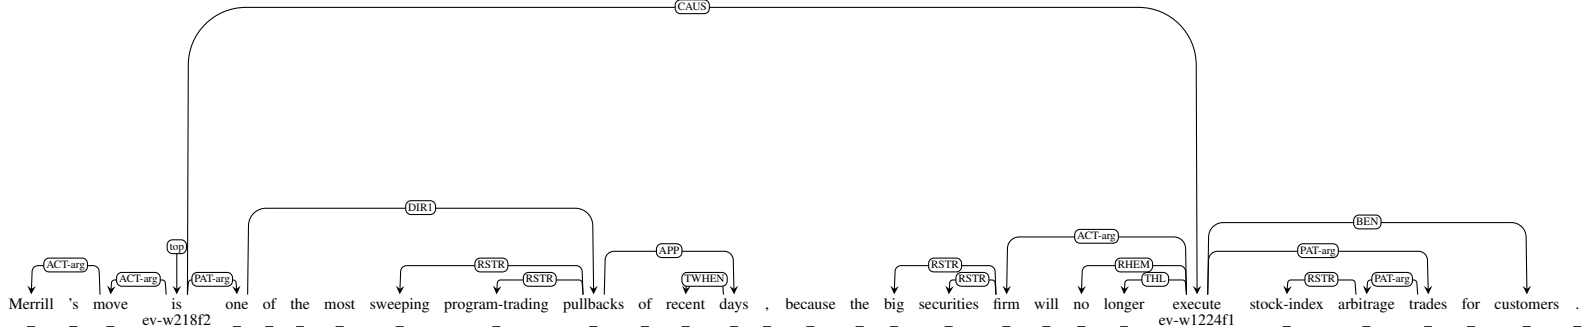 CAUS
DIR1
BEN
ACT-arg
top
APP
PAT-arg
ACT-arg RSTR RSTR RHEM
ACT-arg PAT-arg RSTR TWHEN RSTR THL RSTR PAT-arg
Merrill 's move is one of the most sweeping program-trading pullbacks of recent days , because the big securities firm will no longer execute stock-index arbitrage trades for customers .
_ _ _ ev-w218f2 _ _ _ _ _ _ _ _ _ _ _ _ _ _ _ _ _ _ _ ev-w1224f1 _ _ _ _ _ _